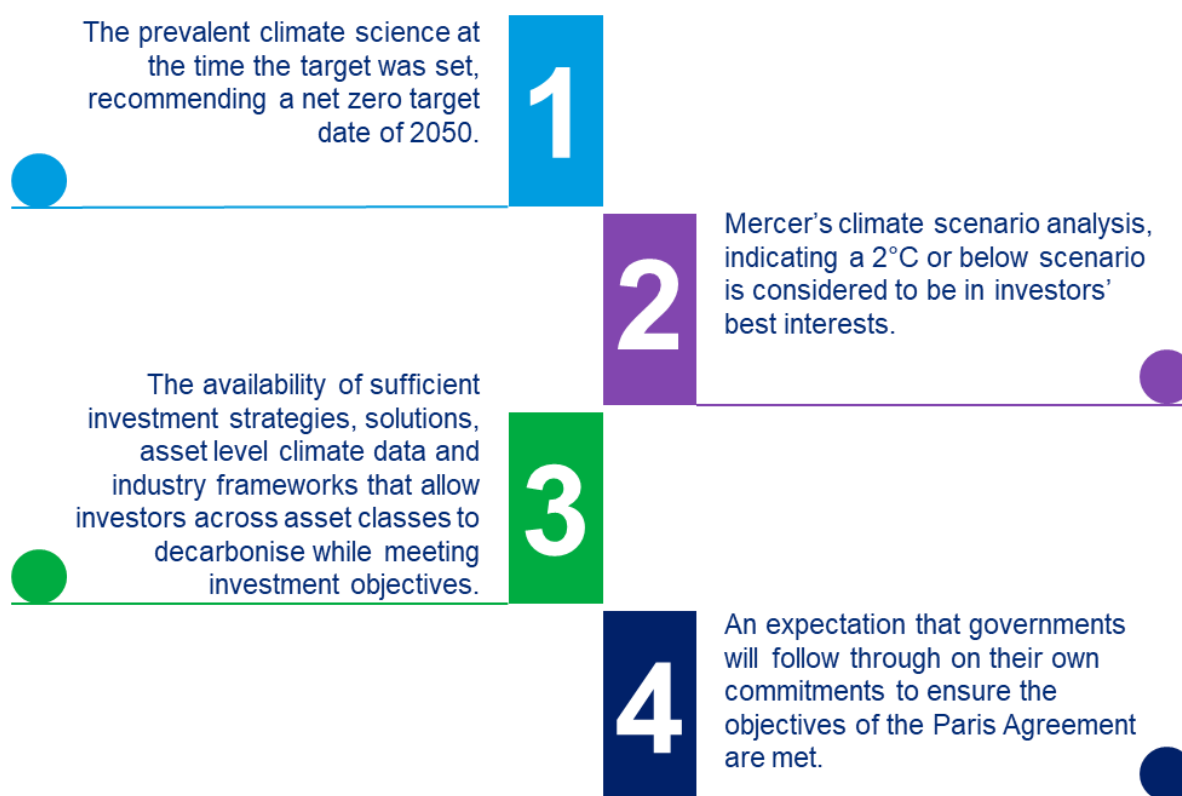 The prevalent climate science at
the time the target was set,
recommending a net zero target
date of 2050.
1
2
Mercer's climate scenario analysis,
indicating a 2°C or below scenario
is considered to be in investors'
best interests.
The availability of sufficient
investment strategies, solutions,
asset level climate data and
industry frameworks that allow
investors across asset classes to
decarbonise while meeting
investment objectives.
3
4
An expectation that governments
will follow through on their own
commitments to ensure the
objectives of the Paris Agreement
are met.